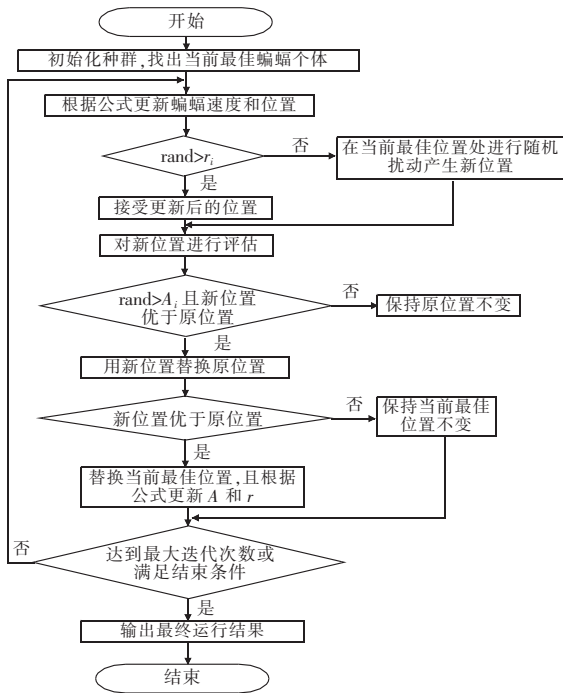 开始
初始化种群,找出当前最佳蝙蝠个体
根据公式更新蝙蝠速度和位置
rand>r_i
否
在当前最佳位置处进行随机
扰动产生新位置
是
接受更新后的位置
对新位置进行评估
rand>A_i 且新位置
优于原位置
否
保持原位置不变
是
用新位置替换原位置
新位置优于原位置
否
保持当前最佳
位置不变
是
替换当前最佳位置,且根据
公式更新 A 和 r
否
达到最大迭代次数或
满足结束条件
是
输出最终运行结果
结束